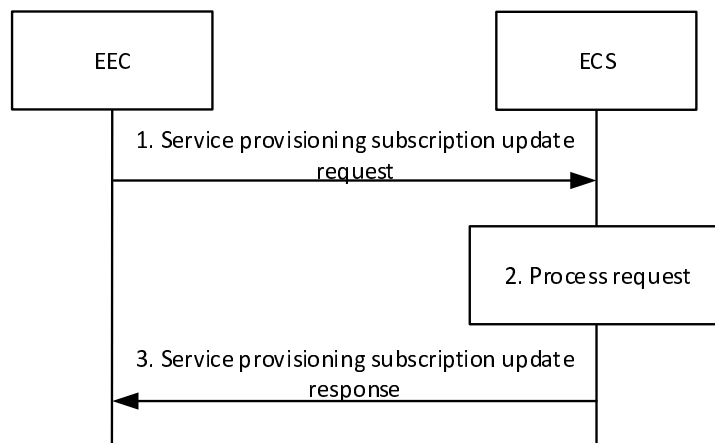 EEC
ECS
1. Service provisioning subscription update
request
2. Process request
3. Service provisioning subscription update
response